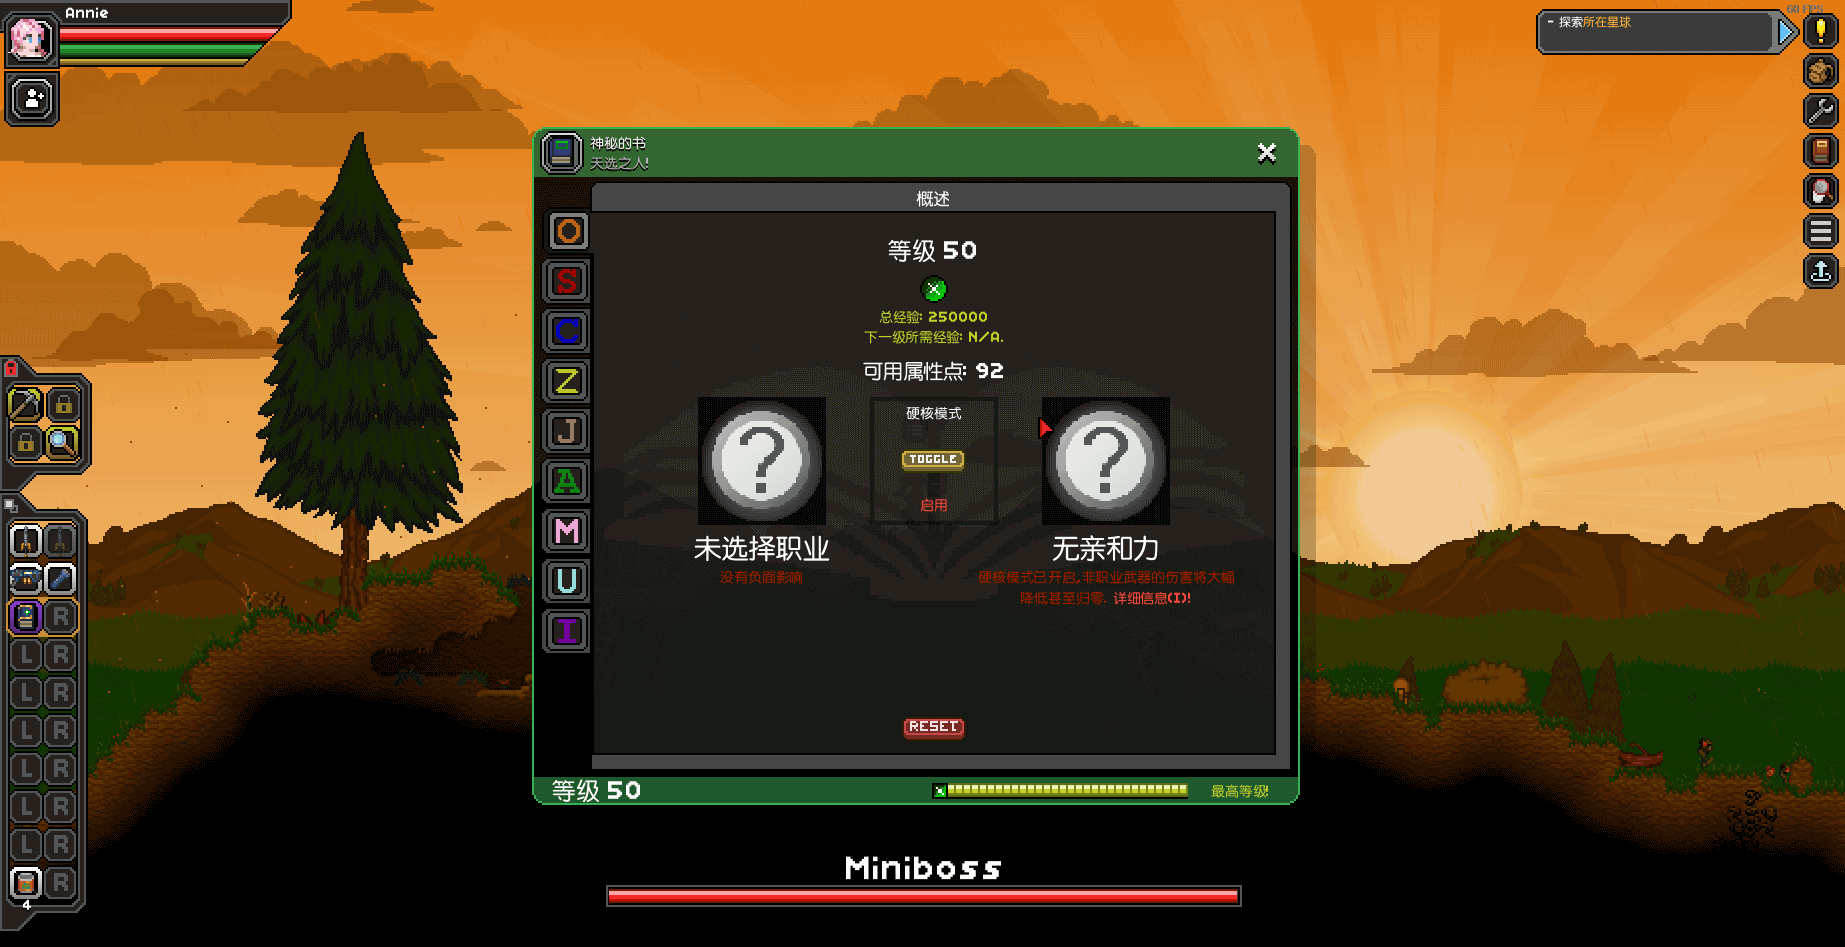 Annie
60 FPS
- 探索所在星球
神秘的书
天选之人!
概述
O
S
C
Z
J
A
M
U
I
等级 50
总经验: 250000
下一级所需经验: N/A.
可用属性点: 92
硬核模式
TOGGLE
启用
未选择职业
没有负面影响
无亲和力
硬核模式已开启,非职业武器的伤害将大幅
降低甚至归零. 详细信息(I)!
RESET
等级 50
最高等级!
R
L R
L R
L R
L R
L R
L R
R
4
Miniboss